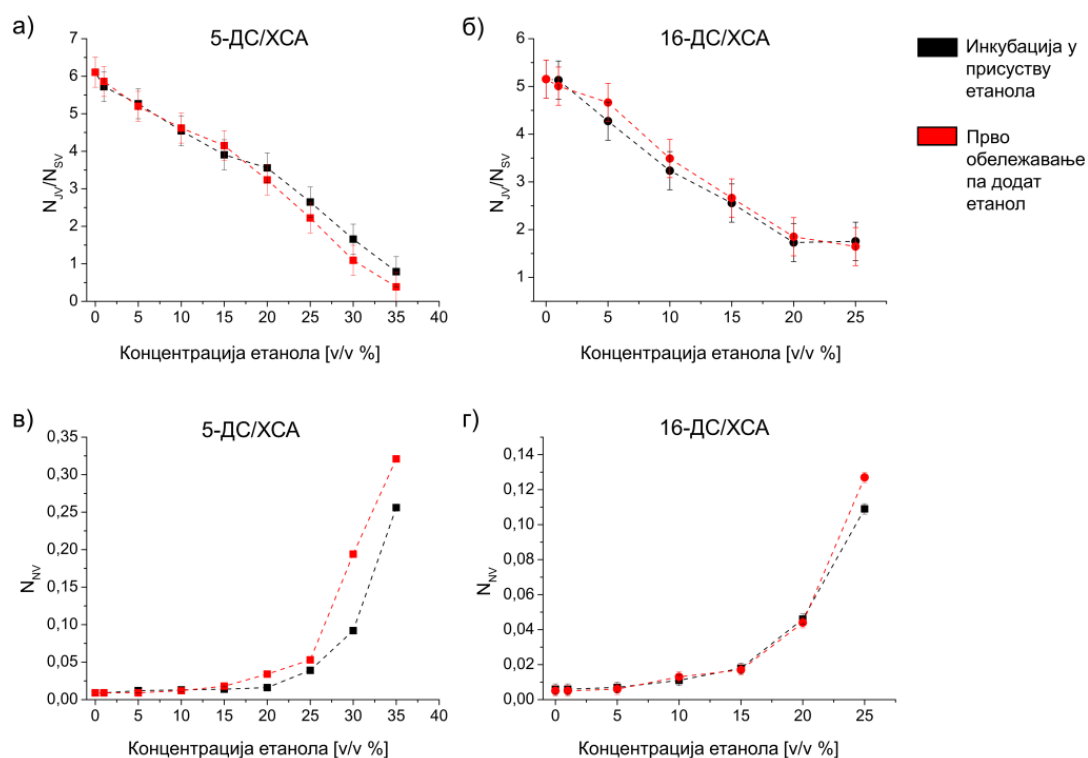 а)
5-ДС/ХСА
7
6
5
4
3
2
1
0
N_JV/N_SV
0 5 10 15 20 25 30 35 40
Концентрација етанола [v/v %]
б)
16-ДС/ХСА
6
5
4
3
2
1
N_JV/N_SV
0 5 10 15 20 25
Концентрација етанола [v/v %]
Инкубација у
присуству
етанола
Прво
обележавање
па додат
етанол
в)
5-ДС/ХСА
0,35
0,30
0,25
0,20
0,15
0,10
0,05
0,00
N_NV
0 5 10 15 20 25 30 35 40
Концентрација етанола [v/v %]
г)
16-ДС/ХСА
0,14
0,12
0,10
0,08
0,06
0,04
0,02
0,00
N_NV
0 5 10 15 20 25
Концентрација етанола [v/v %]